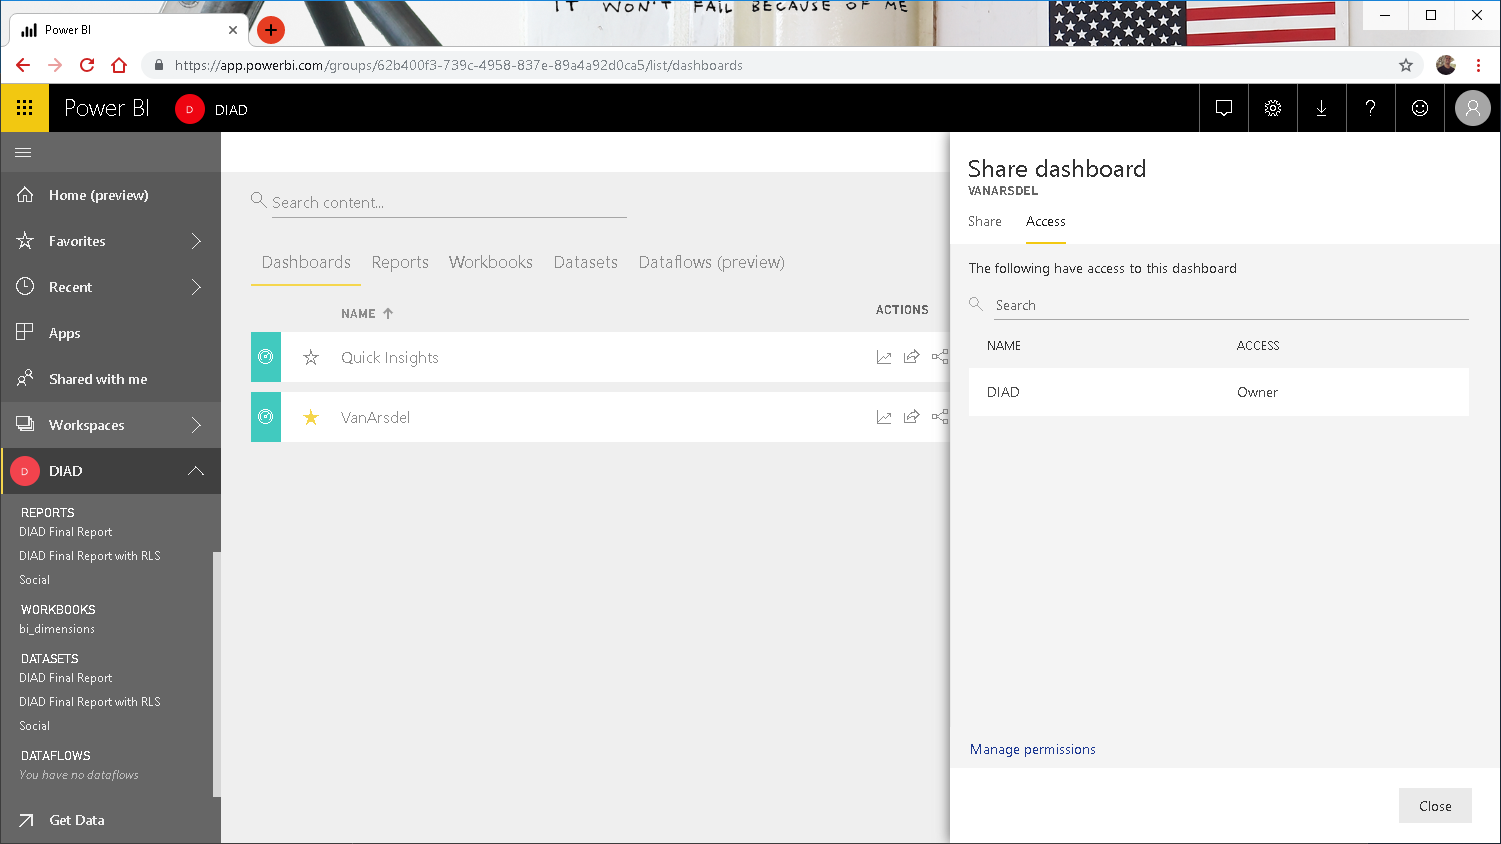 IT WON'T FAIL BECAUSE OF ME
Power BI
https://app.powerbi.com/groups/62b400f3-739c-4958-837e-89a4a92d0ca5/list/dashboards
Power BI D DIAD
?
Home (preview)
Favorites
Recent
Apps
Shared with me
Workspaces
D DIAD
REPORTS
DIAD Final Report
DIAD Final Report with RLS
Social
WORKBOOKS
bi_dimensions
DATASETS
DIAD Final Report
DIAD Final Report with RLS
Social
DATAFLOWS
You have no dataflows
Get Data
Search content...
Dashboards Reports Workbooks Datasets Dataflows (preview)
NAME ACTIONS
Quick Insights
VanArsdel
Share dashboard
VANARSDEL
Share Access
The following have access to this dashboard
Search
NAME ACCESS
DIAD Owner
Manage permissions
Close